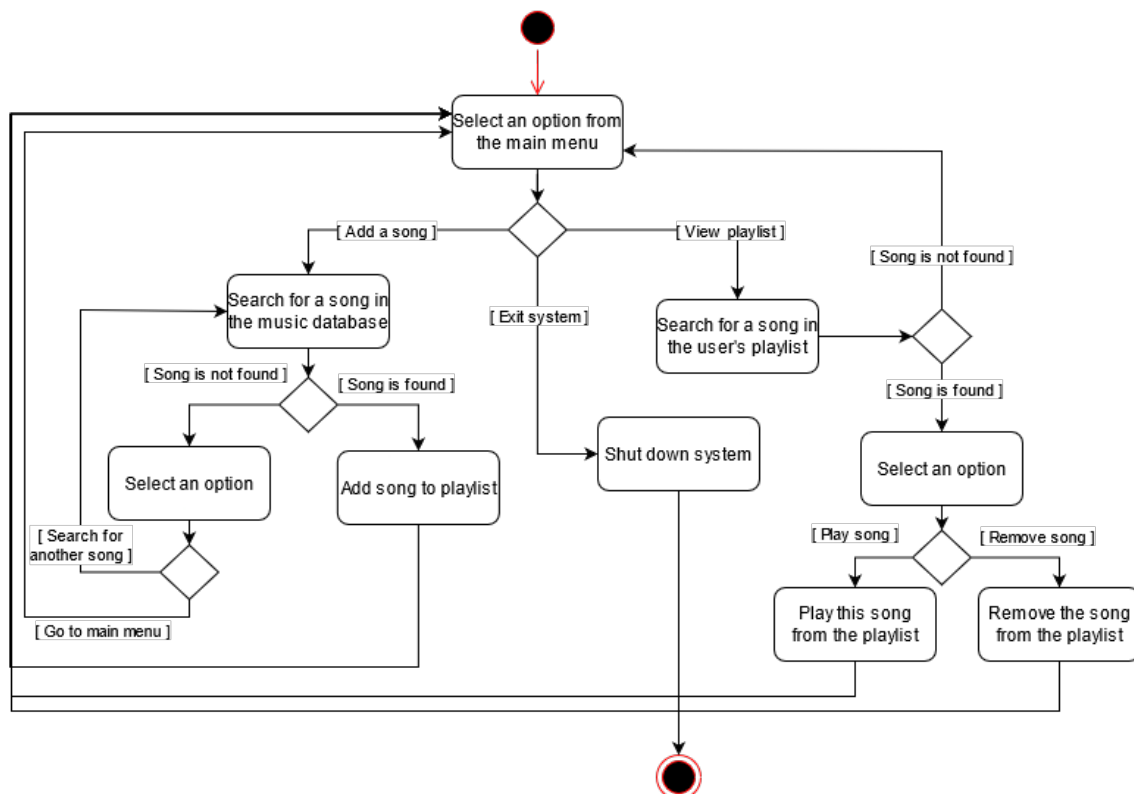 Select an option from
the main menu
[ Add a song ]
[ View playlist ]
[ Song is not found ]
Search for a song in
the music database
[ Exit system ]
Search for a song in
the user's playlist
[ Song is not found ]
[ Song is found ]
[ Song is found ]
Select an option
Add song to playlist
Shut down system
Select an option
[ Search for
another song ]
[ Play song ]
[ Remove song ]
[ Go to main menu ]
Play this song
from the playlist
Remove the song
from the playlist